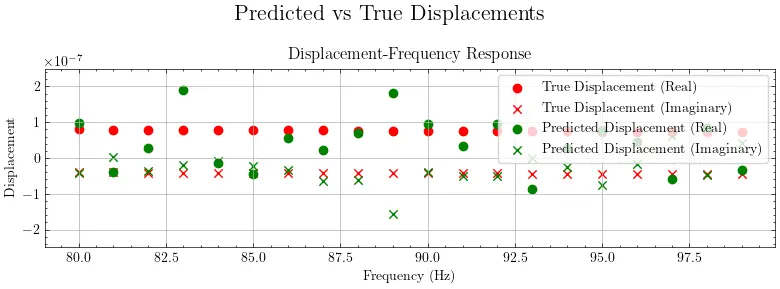 Predicted vs True Displacements
Displacement-Frequency Response
×10⁻⁷
2
1
0
−1
−2
Displacement
80.0 82.5 85.0 87.5 90.0 92.5 95.0 97.5
Frequency (Hz)
True Displacement (Real)
True Displacement (Imaginary)
Predicted Displacement (Real)
Predicted Displacement (Imaginary)